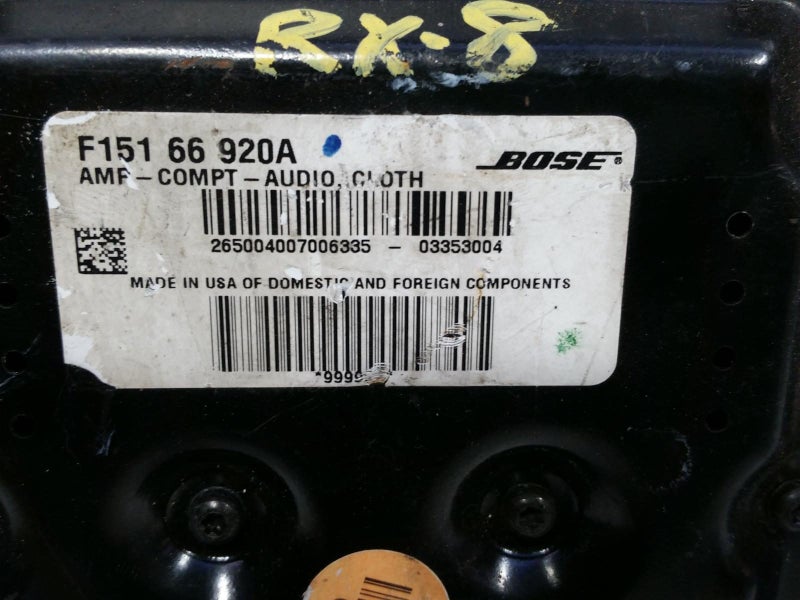 RX-8
F151 66 920A
BOSE®
AMP-COMPT-AUDIO, CLOTH
265004007006335 - 03353004
MADE IN USA OF DOMESTIC AND FOREIGN COMPONENTS